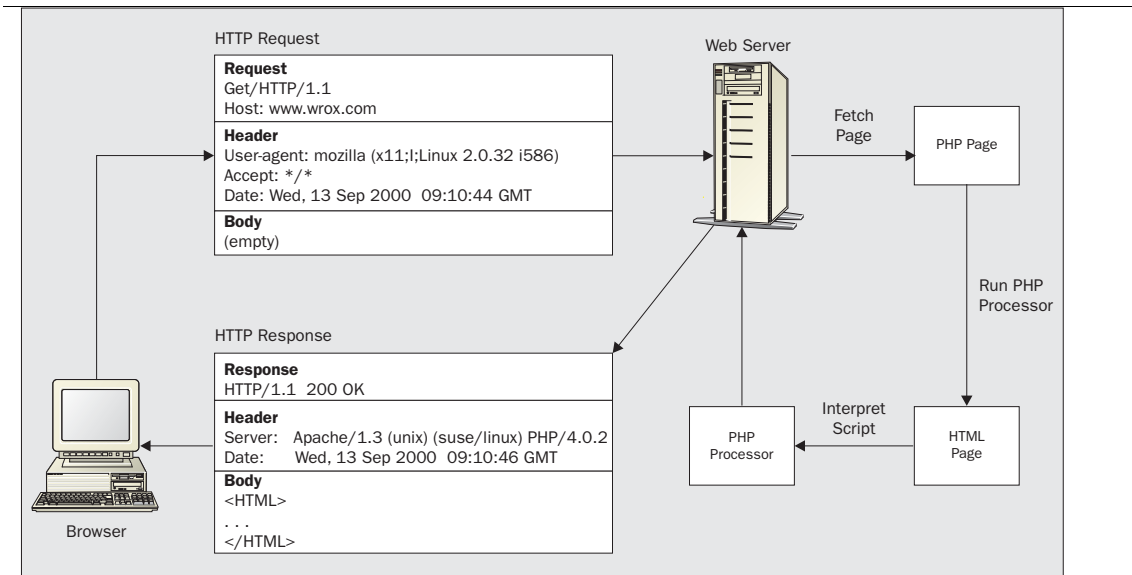 HTTP Request
Request
Get/HTTP/1.1
Host: www.wrox.com
Header
User-agent: mozilla (x11;I;Linux 2.0.32 i586)
Accept: */*
Date: Wed, 13 Sep 2000 09:10:44 GMT
Body
(empty)
Web Server
Fetch
Page
PHP Page
Run PHP
Processor
HTML
Page
Interpret
Script
PHP
Processor
HTTP Response
Response
HTTP/1.1 200 OK
Header
Server: Apache/1.3 (unix) (suse/linux) PHP/4.0.2
Date: Wed, 13 Sep 2000 09:10:46 GMT
Body
<HTML>
. . .
</HTML>
Browser